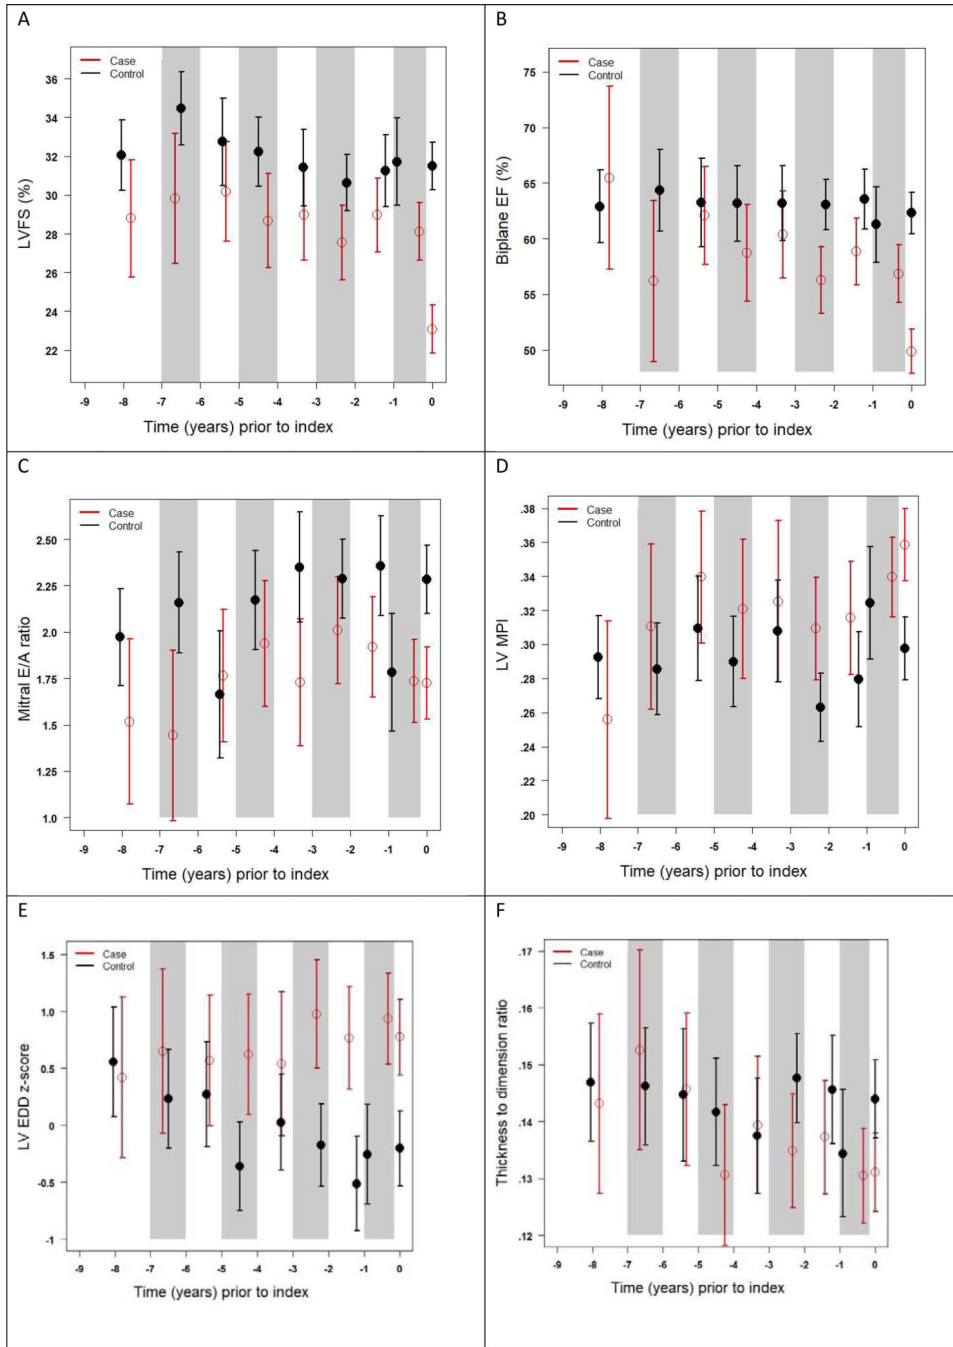 A
Case
Control
36
34
32
30
28
26
24
22
LVFS (%)
-9 -8 -7 -6 -5 -4 -3 -2 -1 0
Time (years) prior to index
B
Case
Control
75
70
65
60
55
50
Biplane EF (%)
-9 -8 -7 -6 -5 -4 -3 -2 -1 0
Time (years) prior to index
C
Case
Control
2.50
2.25
2.0
1.75
1.5
1.25
1.0
Mitral E/A ratio
-9 -8 -7 -6 -5 -4 -3 -2 -1 0
Time (years) prior to index
D
Case
Control
.38
.36
.34
.32
.30
.28
.26
.24
.22
.20
LV MPI
-9 -8 -7 -6 -5 -4 -3 -2 -1 0
Time (years) prior to index
E
Case
Control
1.5
1.0
0.5
0
-0.5
-1
LV EDD z-score
-9 -8 -7 -6 -5 -4 -3 -2 -1 0
Time (years) prior to index
F
Case
Control
.17
.16
.15
.14
.13
.12
Thickness to dimension ratio
-9 -8 -7 -6 -5 -4 -3 -2 -1 0
Time (years) prior to index